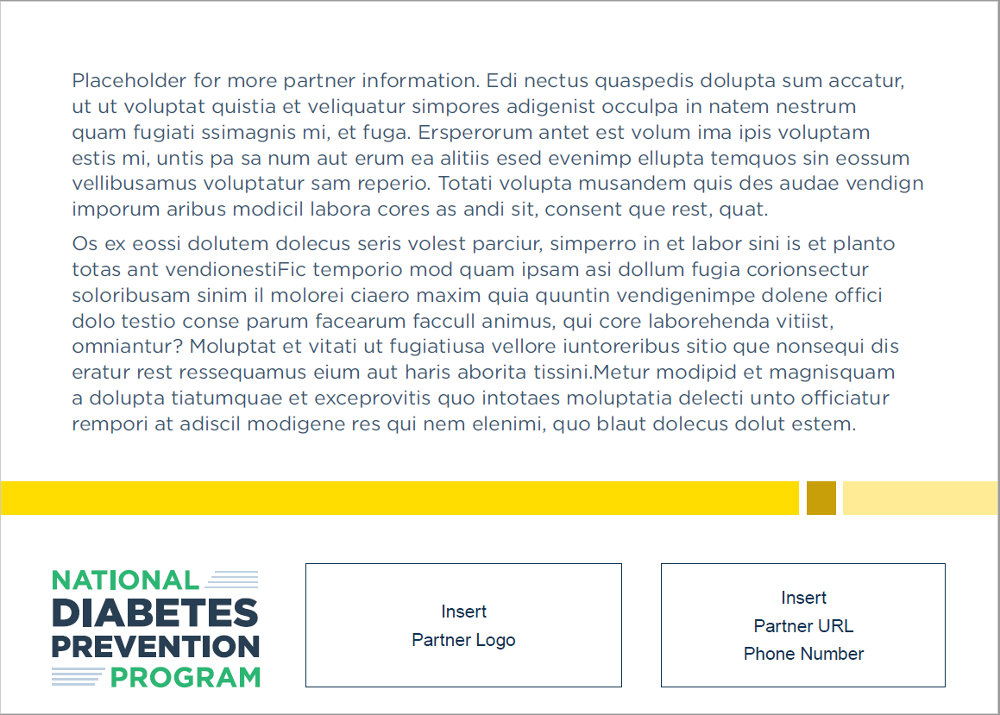 Placeholder for more partner information. Edi nectus quaspedis dolupta sum accatur,
ut ut voluptat quistia et veliquatur simpores adigenist occulpa in natem nestrum
quam fugiati ssimagnis mi, et fuga. Ersperorum antet est volum ima ipis voluptam
estis mi, untis pa sa num aut erum ea alitiis esed evenimp ellupta temquos sin eossum
vellibusamus voluptatur sam reperio. Totati volupta musandem quis des audae vendign
imporum aribus modicil labora cores as andi sit, consent que rest, quat.
Os ex eossi dolutem dolecus seris volest parciur, simperro in et labor sini is et planto
totas ant vendionestiFic temporio mod quam ipsam asi dollum fugia corionsectur
soloribusam sinim il molorei ciaero maxim quia quuntin vendigenimpe dolene offici
dolo testio conse parum facearum faccull animus, qui core laborehenda vitiist,
omniantur? Moluptat et vitati ut fugiatiusa vellore iuntoreribus sitio que nonsequi dis
eratur rest ressequamus eium aut haris aborita tissini.Metur modipid et magnisquam
a dolupta tiatumquae et exceprovitis quo intotaes moluptatia delecti unto officiatur
rempori at adiscil modigene res qui nem elenimi, quo blaut dolecus dolut estem.
NATIONAL
DIABETES
PREVENTION
PROGRAM
Insert
Partner Logo
Insert
Partner URL
Phone Number